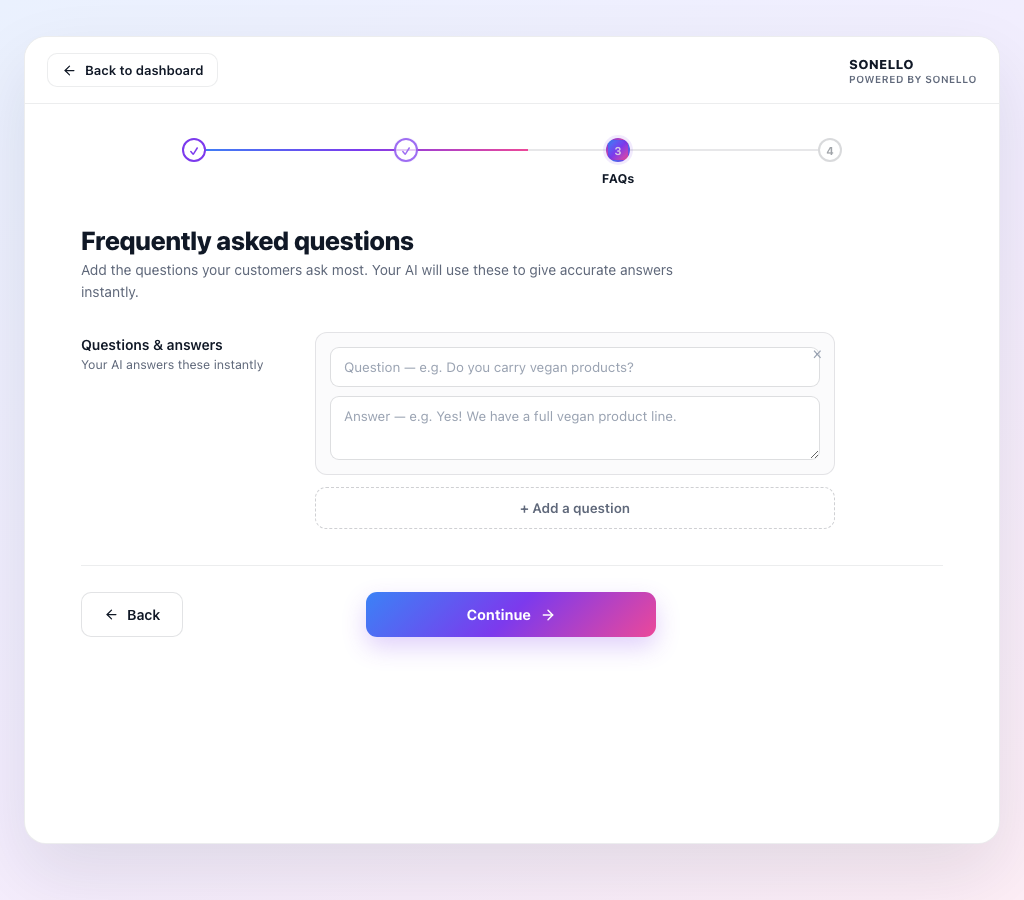 Back to dashboard
SONELLO
POWERED BY SONELLO
3
4
FAQs
Frequently asked questions
Add the questions your customers ask most. Your AI will use these to give accurate answers
instantly.
Questions & answers
Your AI answers these instantly
×
Question — e.g. Do you carry vegan products?
Answer — e.g. Yes! We have a full vegan product line.
+ Add a question
Back
Continue